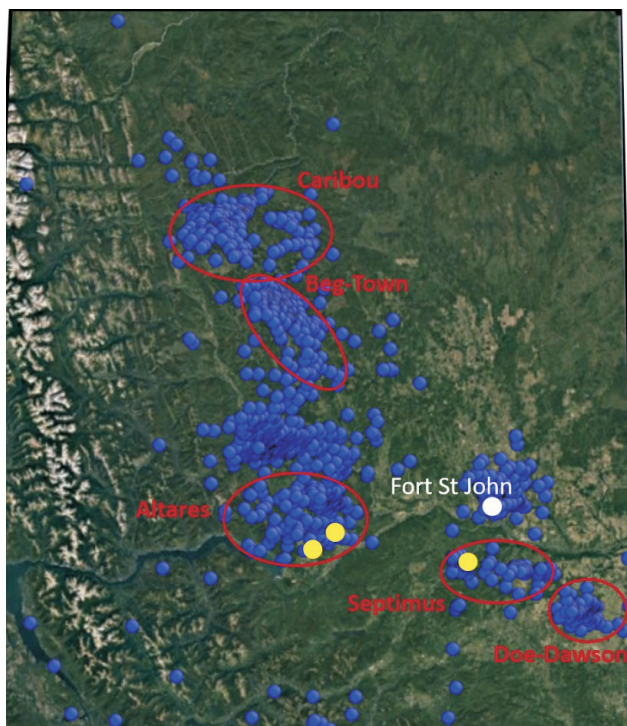 Caribou
Beg-Town
Fort St John
Altares
Septimus
Doe-Dawson